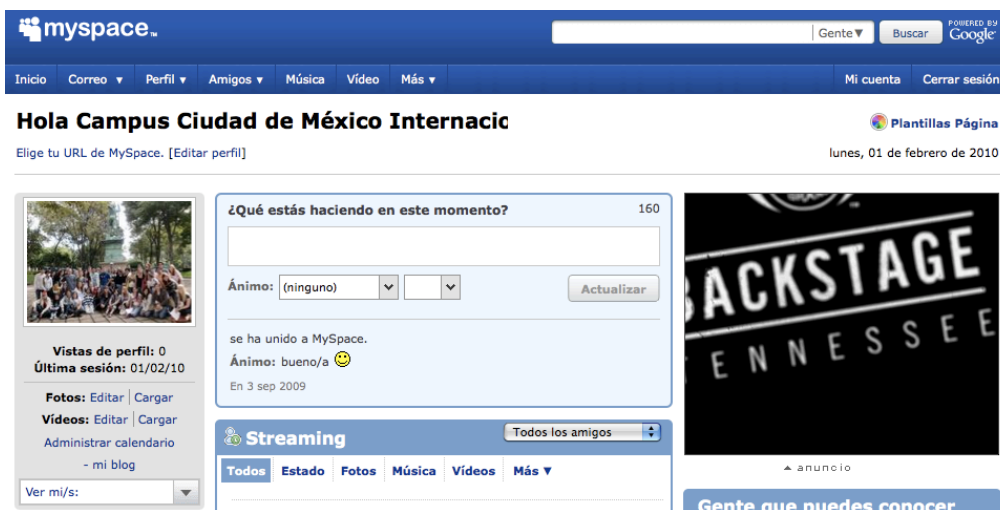 myspace™
Gente▼
Buscar
POWERED BY
Google™
Inicio Correo ▼ Perfil ▼ Amigos ▼ Música Vídeo Más ▼ Mi cuenta Cerrar sesión
Hola Campus Ciudad de México Internacio
Plantillas Página
Elige tu URL de MySpace. [Editar perfil]
lunes, 01 de febrero de 2010
Vistas de perfil: 0
Última sesión: 01/02/10
Fotos: Editar | Cargar
Vídeos: Editar | Cargar
Administrar calendario
- mi blog
Ver mi/s:
¿Qué estás haciendo en este momento? 160
Ánimo: (ninguno)
Actualizar
se ha unido a MySpace.
Ánimo: bueno/a
En 3 sep 2009
Streaming
Todos los amigos
Todos Estado Fotos Música Vídeos Más ▼
BACKSTAGE
TENNESSEE
anuncio
Gente que puedes conocer